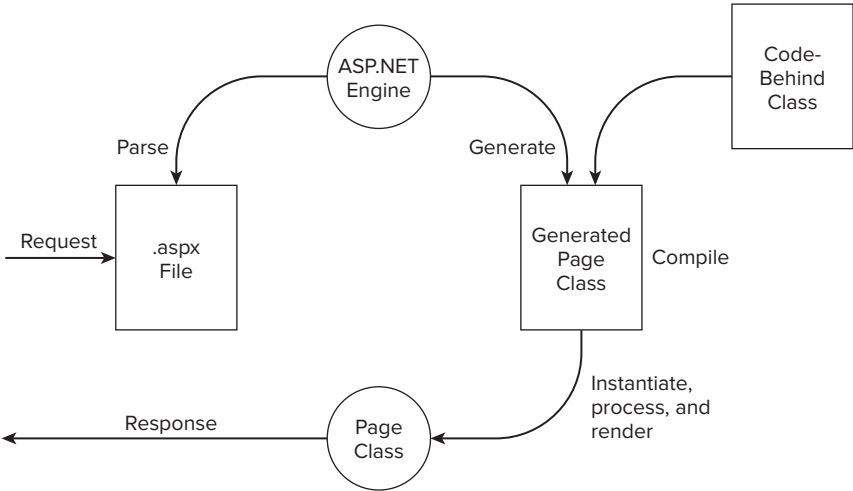 ASP.NET
Engine
Code-
Behind
Class
Parse
Generate
Request
.aspx
File
Generated
Page
Class
Compile
Instantiate,
process, and
render
Response
Page
Class